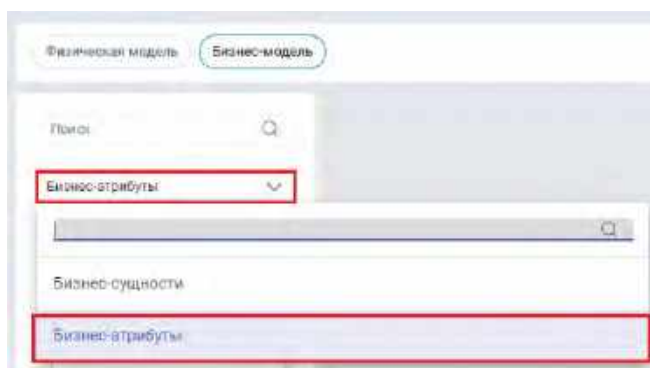 Физическая модель Бизнес-модель
Поиск
Бизнес-атрибуты
Бизнес-сущности
Бизнес-атрибуты